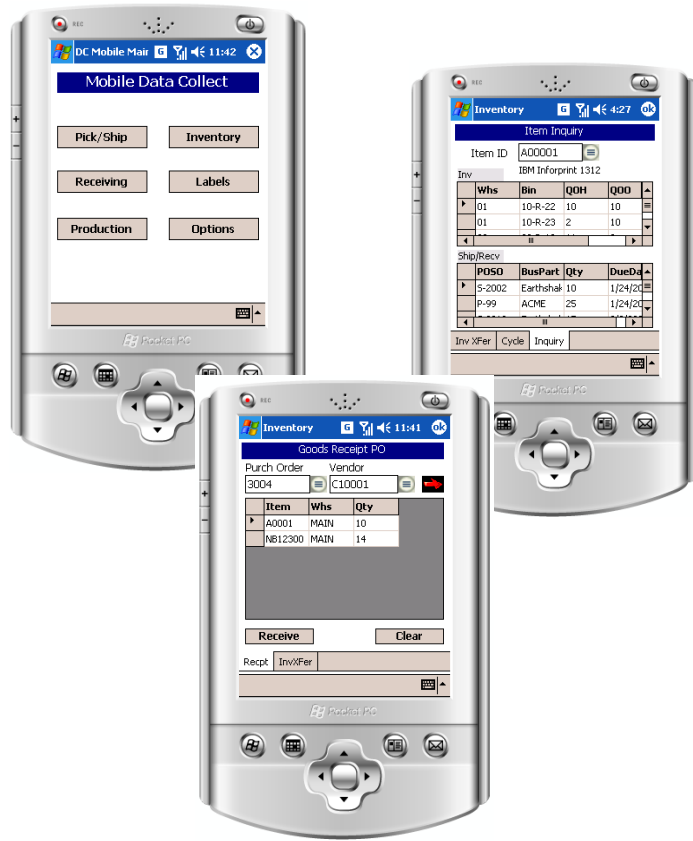 REC
DC Mobile Mair G 11:42
Mobile Data Collect
Pick/Ship Inventory
Receiving Labels
Production Options
Pocket PC
REC
Inventory G 4:27 ok
Item Inquiry
Item ID A00001
IBM Inforprint 1312
Inv
Whs Bin QOH QOO
01 10-R-22 10 10
01 10-R-23 2 10
Ship/Recv
POSO BusPart Qty DueDa
S-2002 Earthshak 10 1/24/20
P-99 ACME 25 1/24/20
Inv XFer Cycle Inquiry
Pocket PC
REC
Inventory G 11:41 ok
Goods Receipt PO
Purch Order Vendor
3004 C10001
Item Whs Qty
A0001 MAIN 10
NB12300 MAIN 14
Receive Clear
Recpt InvXFer
Pocket PC